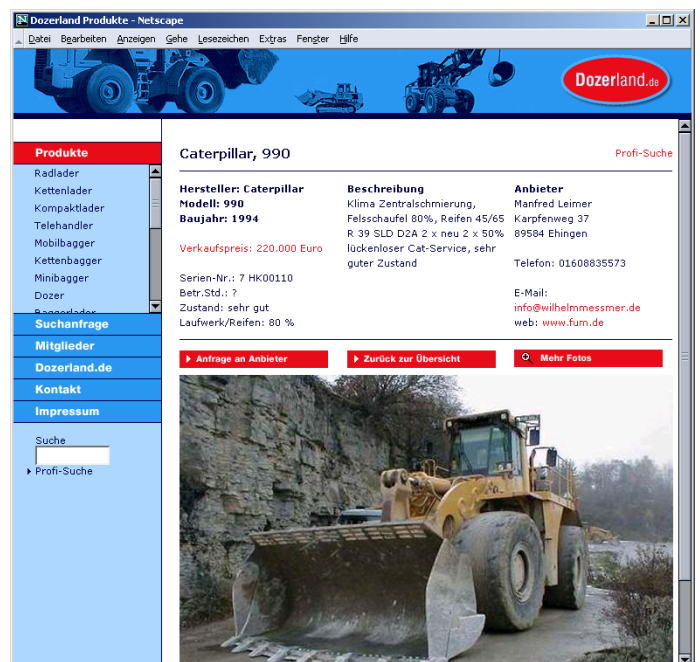 Dozerland Produkte - Netscape
Datei Bearbeiten Anzeigen Gehe Lesezeichen Extras Fenster Hilfe
Dozerland.de
Produkte
Radlader
Kettenlader
Kompaktlader
Telehandler
Mobilbagger
Kettenbagger
Minibagger
Dozer
Baggerlader
Suchanfrage
Mitglieder
Dozerland.de
Kontakt
Impressum
Suche
Profi-Suche
Caterpillar, 990
Profi-Suche
Hersteller: Caterpillar
Modell: 990
Baujahr: 1994
Verkaufspreis: 220.000 Euro
Serien-Nr.: 7 HK00110
Betr.Std.: ?
Zustand: sehr gut
Laufwerk/Reifen: 80 %
Beschreibung
Klima Zentralschmierung,
Felsschaufel 80%, Reifen 45/65
R 39 SLD D2A 2 x neu 2 x 50%
lückenloser Cat-Service, sehr
guter Zustand
Anbieter
Manfred Leimer
Karpfenweg 37
89584 Ehingen
Telefon: 01608835573
E-Mail:
info@wilhelmmessmer.de
web: www.fum.de
Anfrage an Anbieter
Zurück zur Übersicht
Mehr Fotos